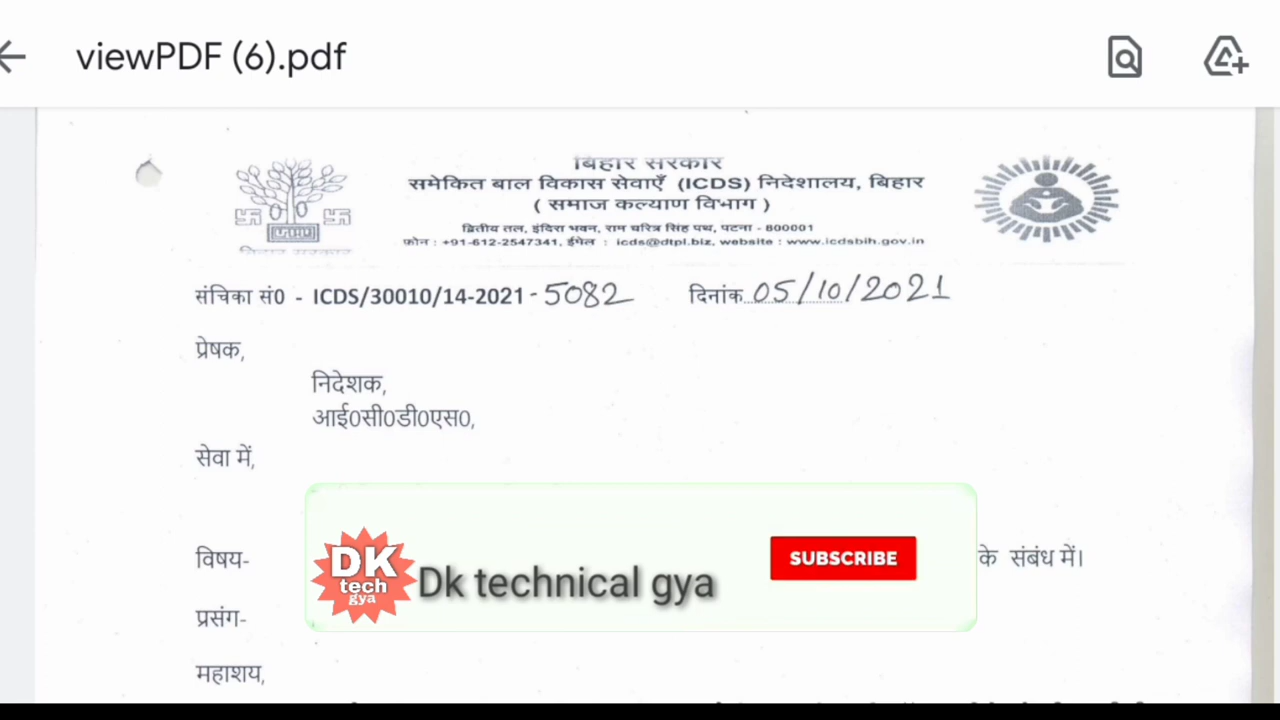 viewPDF (6).pdf
बिहार सरकार
समेकित बाल विकास सेवाएँ (ICDS) निदेशालय, बिहार
( समाज कल्याण विभाग )
द्वितीय तल, इंदिरा भवन, राम चरित्र सिंह पथ, पटना - 800001
फोन : +91-612-2547341, ईमेल : icds@dtpl.biz, website : www.icdsbih.gov.in
बिहार सरकार
संचिका सं0 - ICDS/30010/14-2021 - 5082 दिनांक 05/10/2021
प्रेषक,
निदेशक,
आई0सी0डी0एस0,
सेवा में,
विषय- के संबंध में।
DK
tech
gya
Dk technical gya
SUBSCRIBE
प्रसंग-
महाशय,